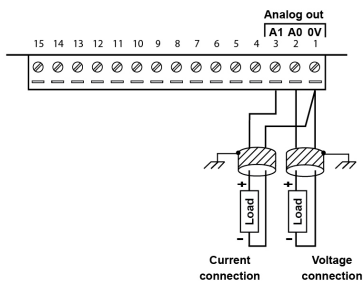 Analog out
A1 A0 0V
15 14 13 12 11 10 9 8 7 6 5 4 3 2 1
+ +
Load Load
- -
Current connection
Voltage connection